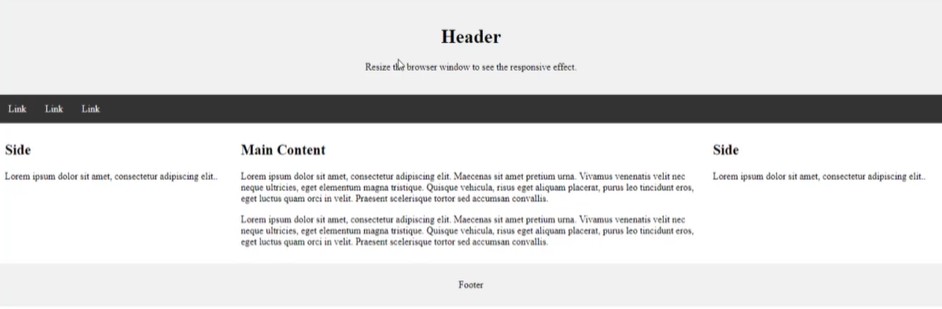 Header
Resize the browser window to see the responsive effect.
Link Link Link
Side
Lorem ipsum dolor sit amet, consectetur adipiscing elit..
Main Content
Lorem ipsum dolor sit amet, consectetur adipiscing elit. Maecenas sit amet pretium urna. Vivamus venenatis velit nec
neque ultricies, eget elementum magna tristique. Quisque vehicula, risus eget aliquam placerat, purus leo tincidunt eros,
eget luctus quam orci in velit. Praesent scelerisque tortor sed accumsan convallis.
Lorem ipsum dolor sit amet, consectetur adipiscing elit. Maecenas sit amet pretium urna. Vivamus venenatis velit nec
neque ultricies, eget elementum magna tristique. Quisque vehicula, risus eget aliquam placerat, purus leo tincidunt eros,
eget luctus quam orci in velit. Praesent scelerisque tortor sed accumsan convallis.
Side
Lorem ipsum dolor sit amet, consectetur adipiscing elit..
Footer